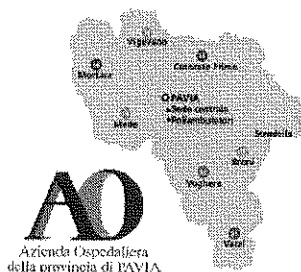 Vigevano
Casorate Primo
Mortara
PAVIA
Sede centrale
Poliambulatori
Mede
Stradella
Broni
Voghera
Varzi
AO
Azienda Ospedaliera
della provincia di PAVIA